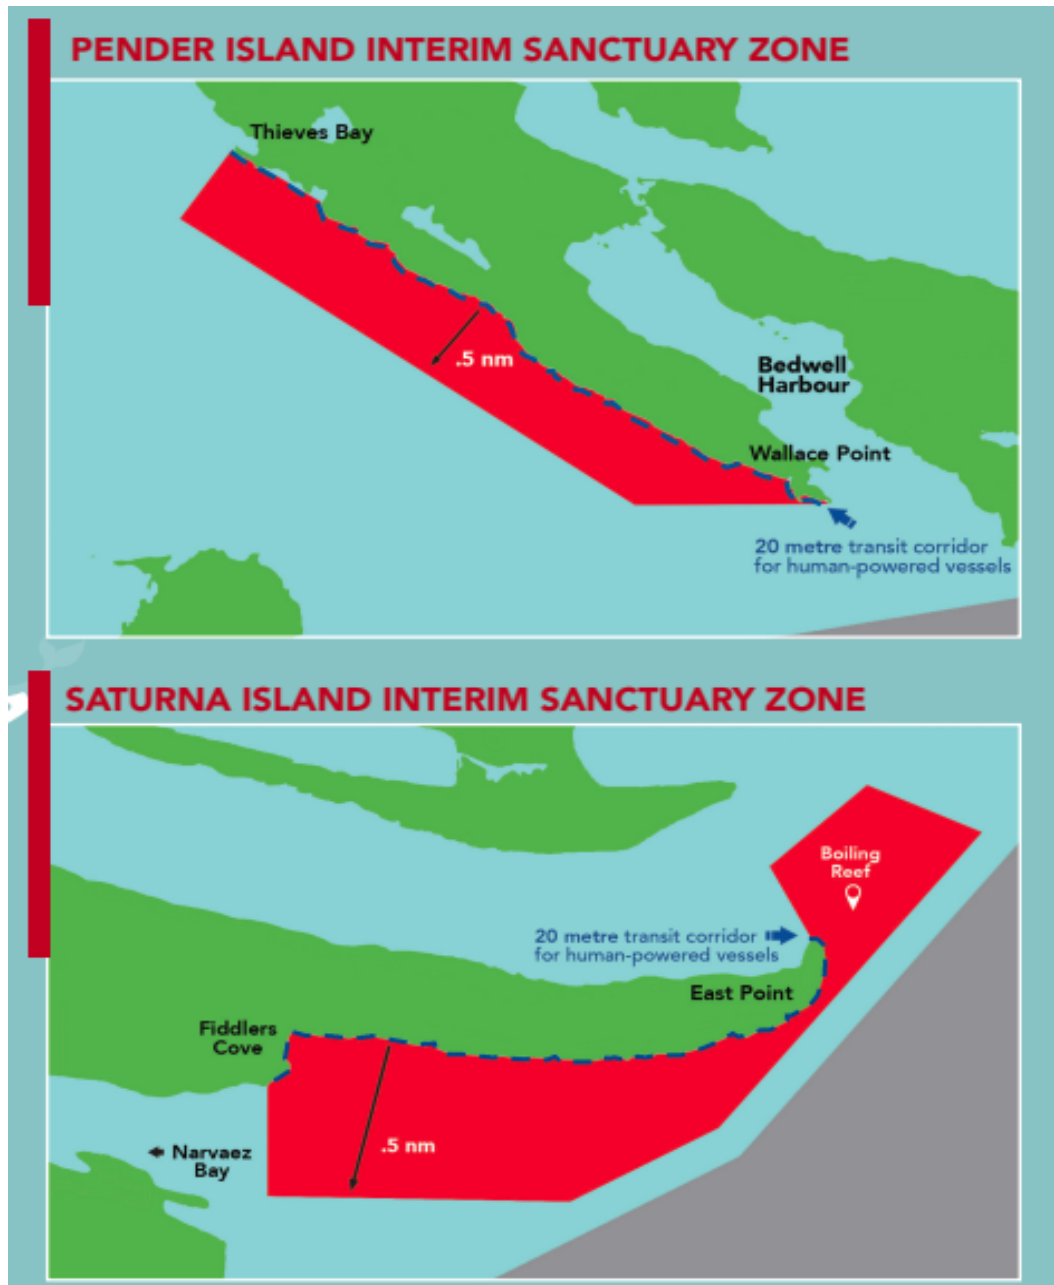 PENDER ISLAND INTERIM SANCTUARY ZONE
Thieves Bay
.5 nm
Bedwell
Harbour
Wallace Point
20 metre transit corridor
for human-powered vessels
SATURNA ISLAND INTERIM SANCTUARY ZONE
Boiling
Reef
20 metre transit corridor
for human-powered vessels
East Point
Fiddlers
Cove
.5 nm
Narvaez
Bay